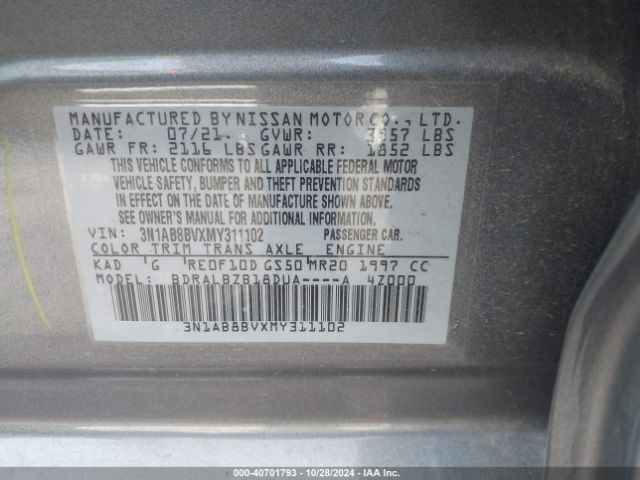 MANUFACTURED BY NISSAN MOTOR CO., LTD.
DATE: 07/21 GVWR: 3957 LBS
GAWR FR: 2116 LBS GAWR RR: 1852 LBS
THIS VEHICLE CONFORMS TO ALL APPLICABLE FEDERAL MOTOR
VEHICLE SAFETY, BUMPER AND THEFT PREVENTION STANDARDS
IN EFFECT ON THE DATE OF MANUFACTURE SHOWN ABOVE.
SEE OWNER'S MANUAL FOR ADDITIONAL INFORMATION.
VIN: 3N1AB8BVXMY311102 PASSENGER CAR.
COLOR TRIM TRANS AXLE ENGINE
KAD G RE0F10D GS50 MR20 1997 CC
MODEL: BDRALBZB18DUA----A 4Z000
3N1AB8BVXMY311102
000-40701793 - 10/28/2024 - IAA Inc.